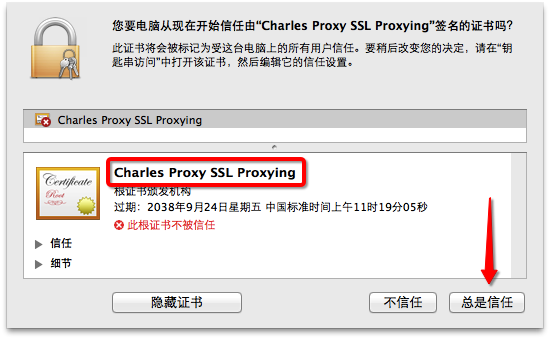 您要电脑从现在开始信任由“Charles Proxy SSL Proxying”签名的证书吗?
此证书将会被标记为受这台电脑上的所有用户信任。要稍后改变您的决定，请在“钥
匙串访问”中打开该证书，然后编辑它的信任设置。
Charles Proxy SSL Proxying
Certificate
Root
Charles Proxy SSL Proxying
根证书颁发机构
过期：2038年9月24日星期五 中国标准时间上午11时19分05秒
此根证书不被信任
信任
细节
隐藏证书
不信任
总是信任